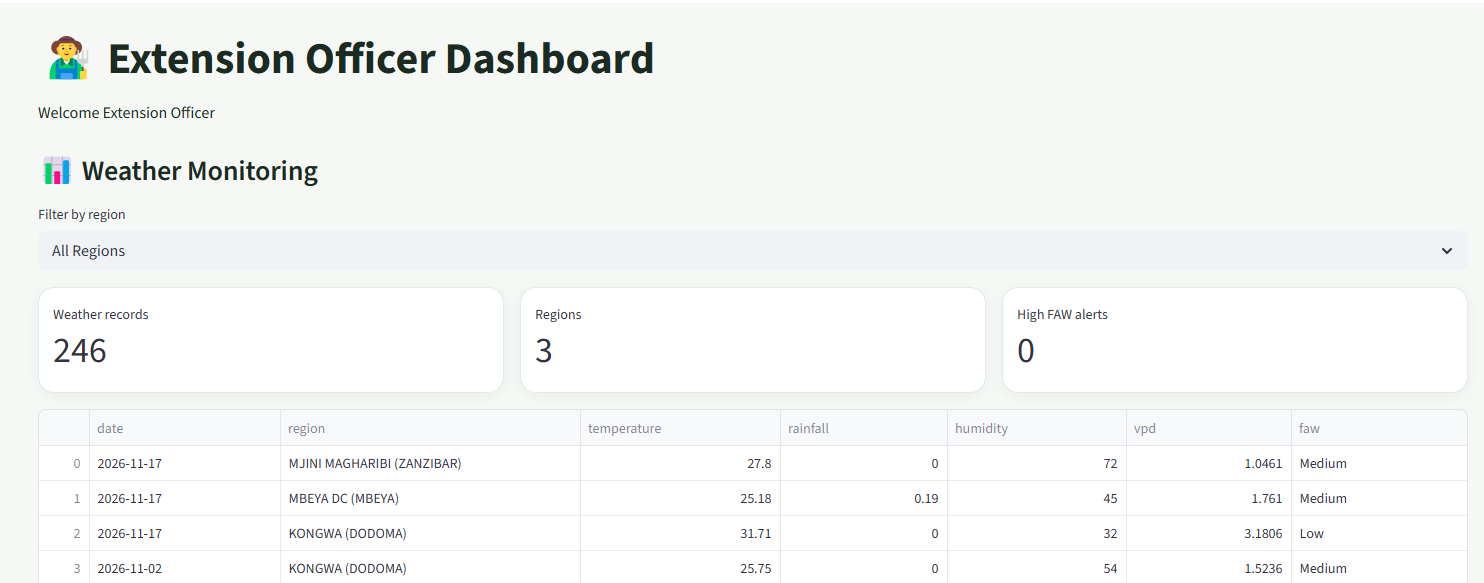 Extension Officer Dashboard
Welcome Extension Officer
Weather Monitoring
Filter by region
All Regions
Weather records Regions High FAW alerts
246 3 0
date region temperature rainfall humidity vpd faw
0 2026-11-17 MJINI MAGHARIBI (ZANZIBAR) 27.8 0 72 1.0461 Medium
1 2026-11-17 MBEYA DC (MBEYA) 25.18 0.19 45 1.761 Medium
2 2026-11-17 KONGWA (DODOMA) 31.71 0 32 3.1806 Low
3 2026-11-02 KONGWA (DODOMA) 25.75 0 54 1.5236 Medium